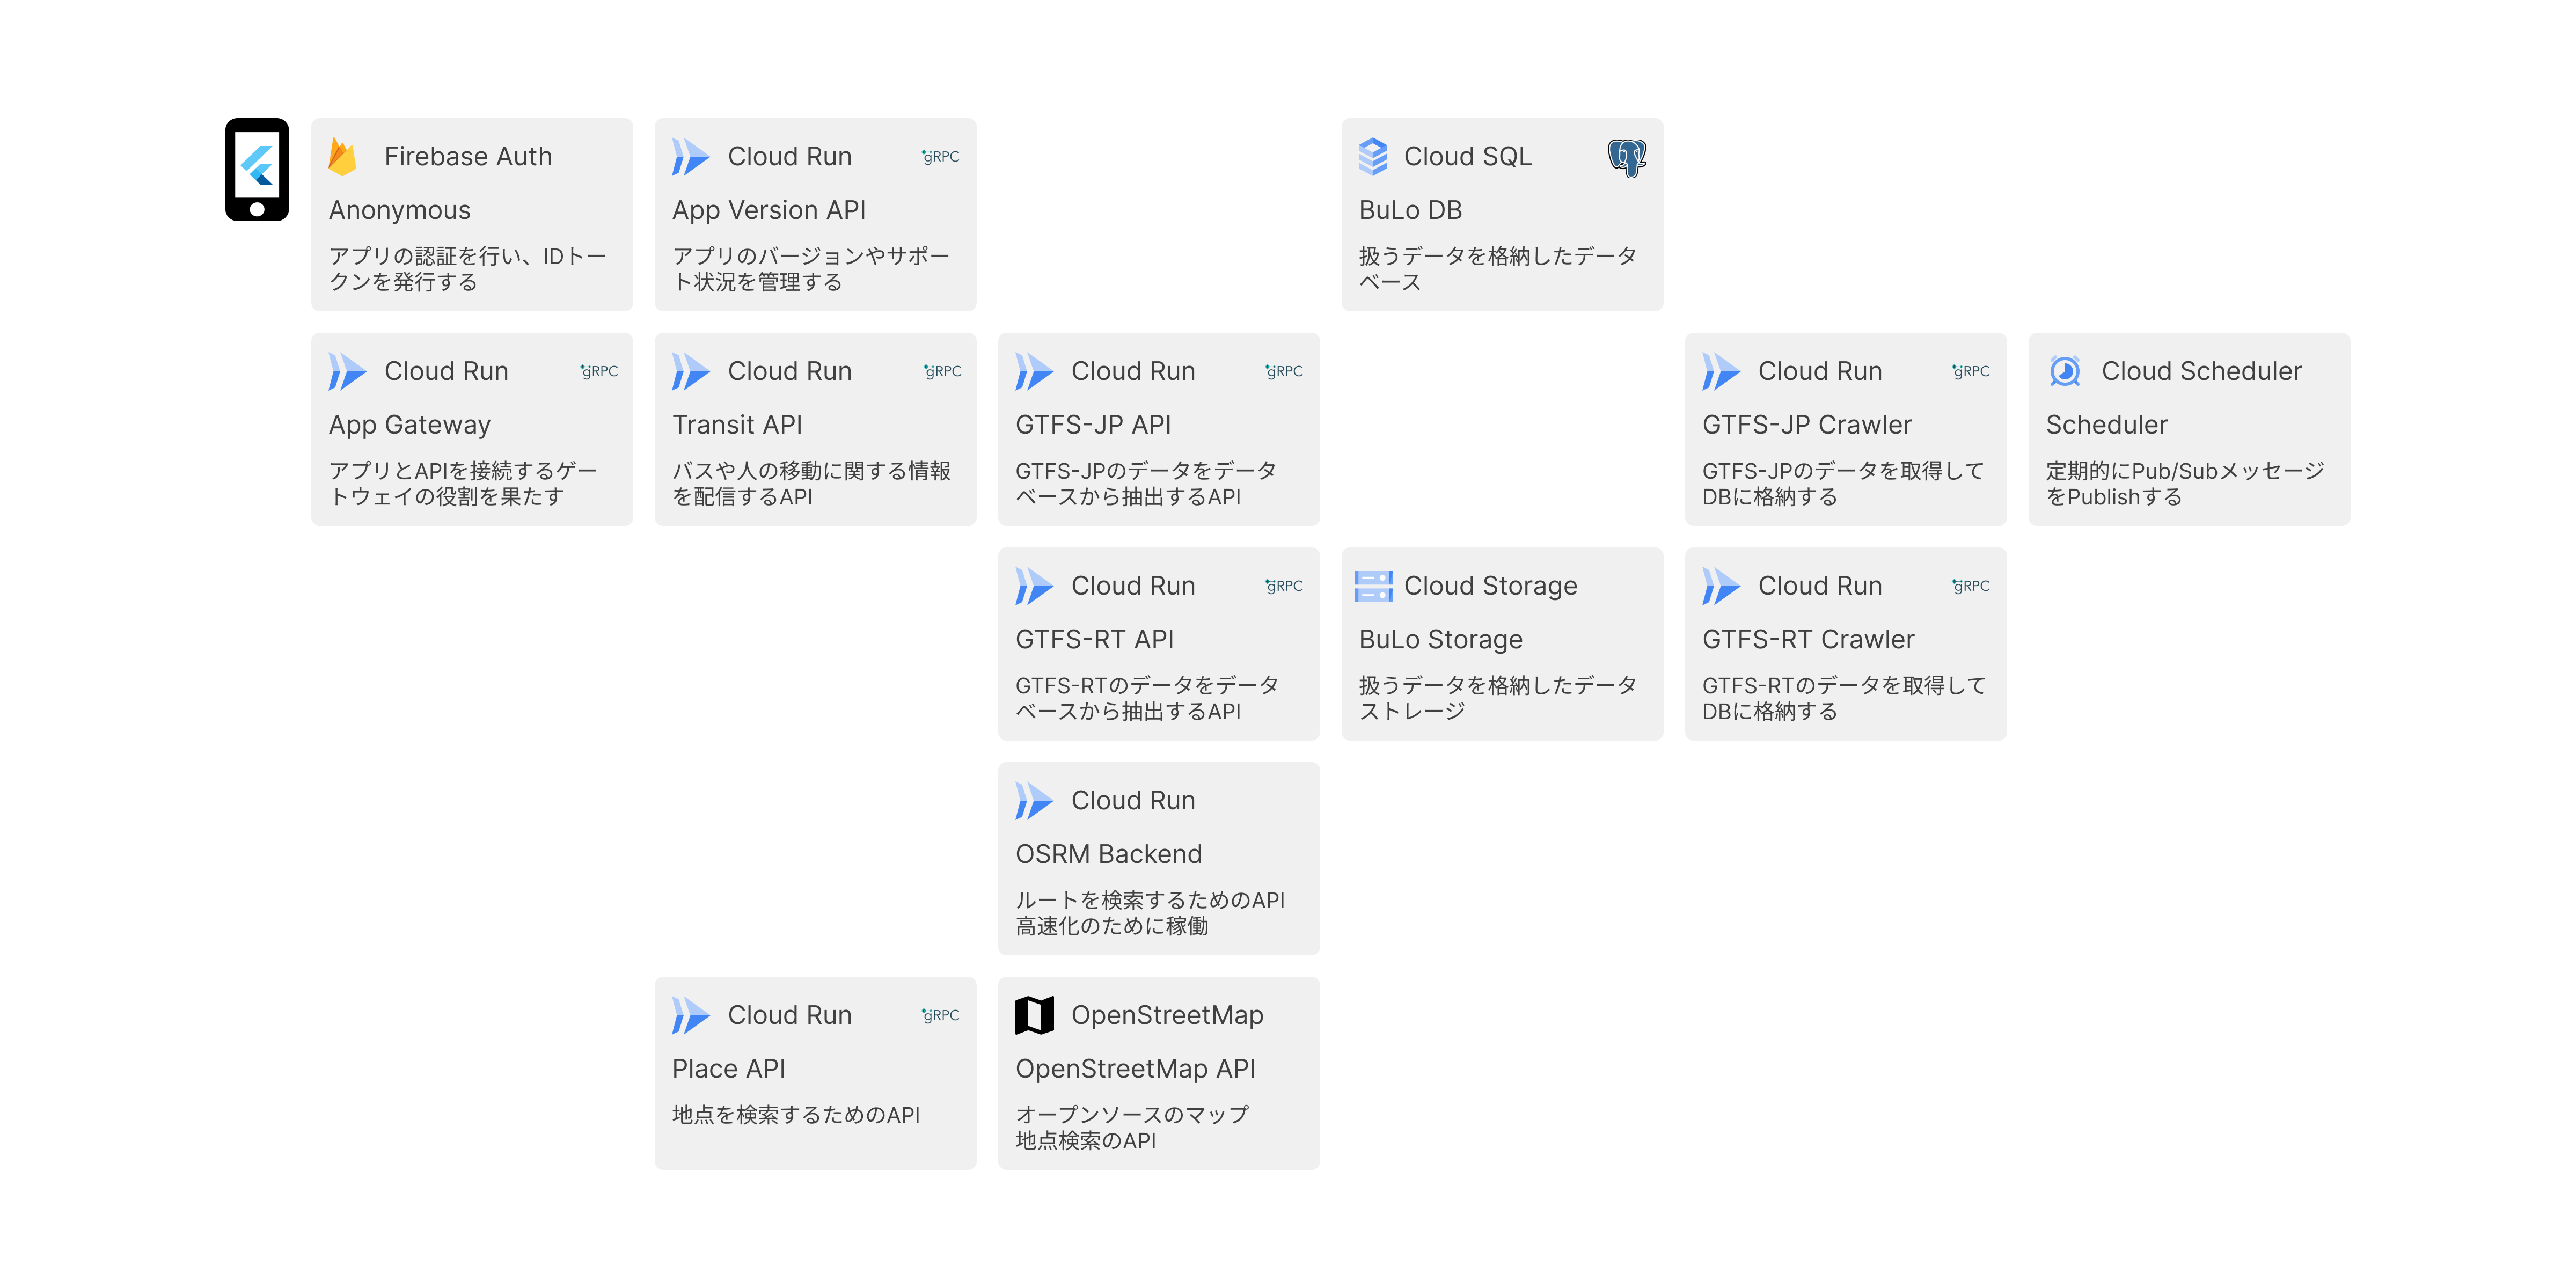 Firebase Auth
Anonymous
アプリの認証を行い、IDトー
クンを発行する
Cloud Run
gRPC
App Version API
アプリのバージョンやサポー
ト状況を管理する
Cloud SQL
BuLo DB
扱うデータを格納したデータ
ベース
Cloud Run
gRPC
App Gateway
アプリとAPIを接続するゲー
トウェイの役割を果たす
Cloud Run
gRPC
Transit API
バスや人の移動に関する情報
を配信するAPI
Cloud Run
gRPC
GTFS-JP API
GTFS-JPのデータをデータ
ベースから抽出するAPI
Cloud Run
gRPC
GTFS-JP Crawler
GTFS-JPのデータを取得して
DBに格納する
Cloud Scheduler
Scheduler
定期的にPub/Subメッセージ
をPublishする
Cloud Run
gRPC
GTFS-RT API
GTFS-RTのデータをデータ
ベースから抽出するAPI
Cloud Storage
BuLo Storage
扱うデータを格納したデータ
ストレージ
Cloud Run
gRPC
GTFS-RT Crawler
GTFS-RTのデータを取得して
DBに格納する
Cloud Run
OSRM Backend
ルートを検索するためのAPI
高速化のために稼働
Cloud Run
gRPC
Place API
地点を検索するためのAPI
OpenStreetMap
OpenStreetMap API
オープンソースのマップ
地点検索のAPI